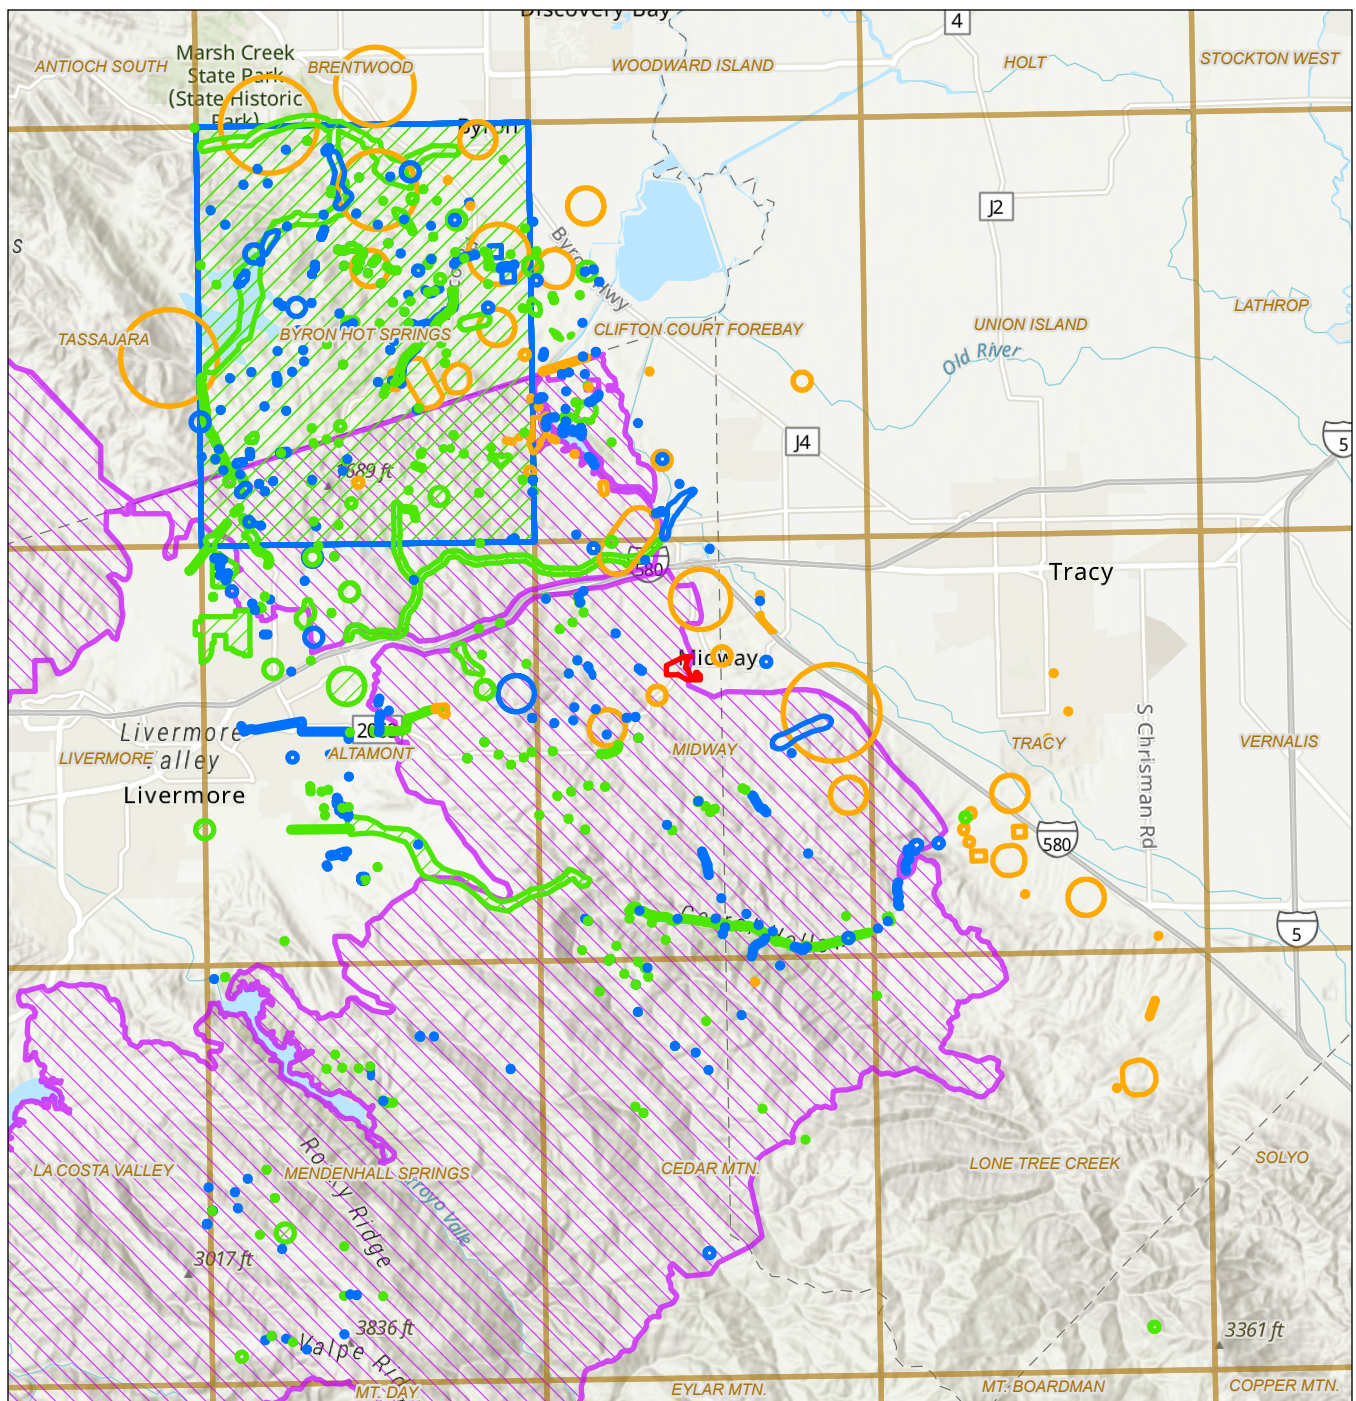 Discovery Bay
4
Marsh Creek
State Park
(State Historic
Park)
ANTIOCH SOUTH
BRENTWOOD
WOODWARD ISLAND
HOLT
STOCKTON WEST
Byron
J2
S
Byron Hwy
TASSAJARA
BYRON HOT SPRINGS
CLIFTON COURT FOREBAY
UNION ISLAND
LATHROP
Old River
J4
5
689 ft
580
Tracy
Midway
Livermore
Valley
LIVERMORE
ALTAMONT
MIDWAY
TRACY
VERNALIS
S Chrisman Rd
Livermore
580
5
LA COSTA VALLEY
MENDENHALL SPRINGS
CEDAR MTN.
LONE TREE CREEK
SOLYO
Rocky Ridge
Arroyo Valle
3017 ft
3836 ft
3361 ft
Valpe Ridge
MT. DAY
EYLAR MTN.
MT. BOARDMAN
COPPER MTN.